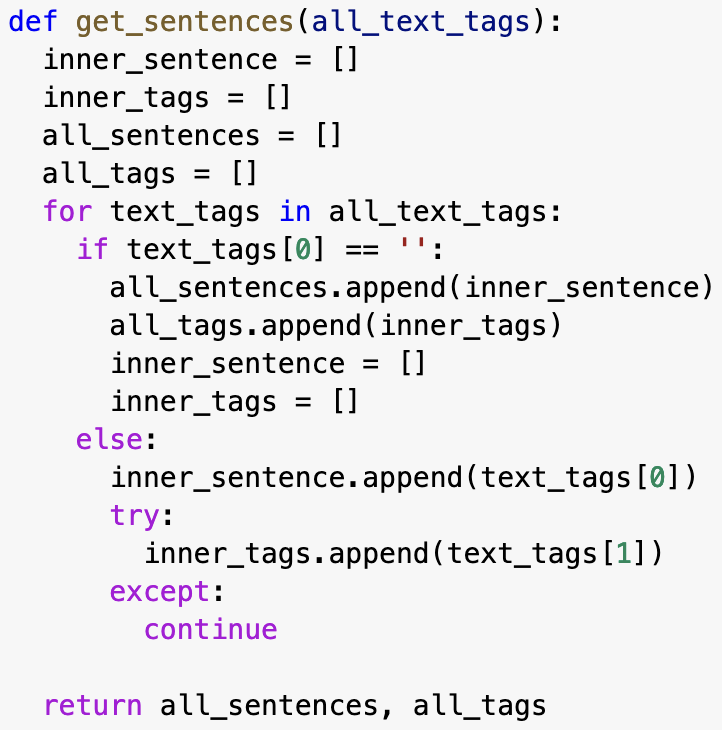 def get_sentences(all_text_tags):
  inner_sentence = []
  inner_tags = []
  all_sentences = []
  all_tags = []
  for text_tags in all_text_tags:
    if text_tags[0] == '':
      all_sentences.append(inner_sentence)
      all_tags.append(inner_tags)
      inner_sentence = []
      inner_tags = []
    else:
      inner_sentence.append(text_tags[0])
      try:
        inner_tags.append(text_tags[1])
      except:
        continue

  return all_sentences, all_tags